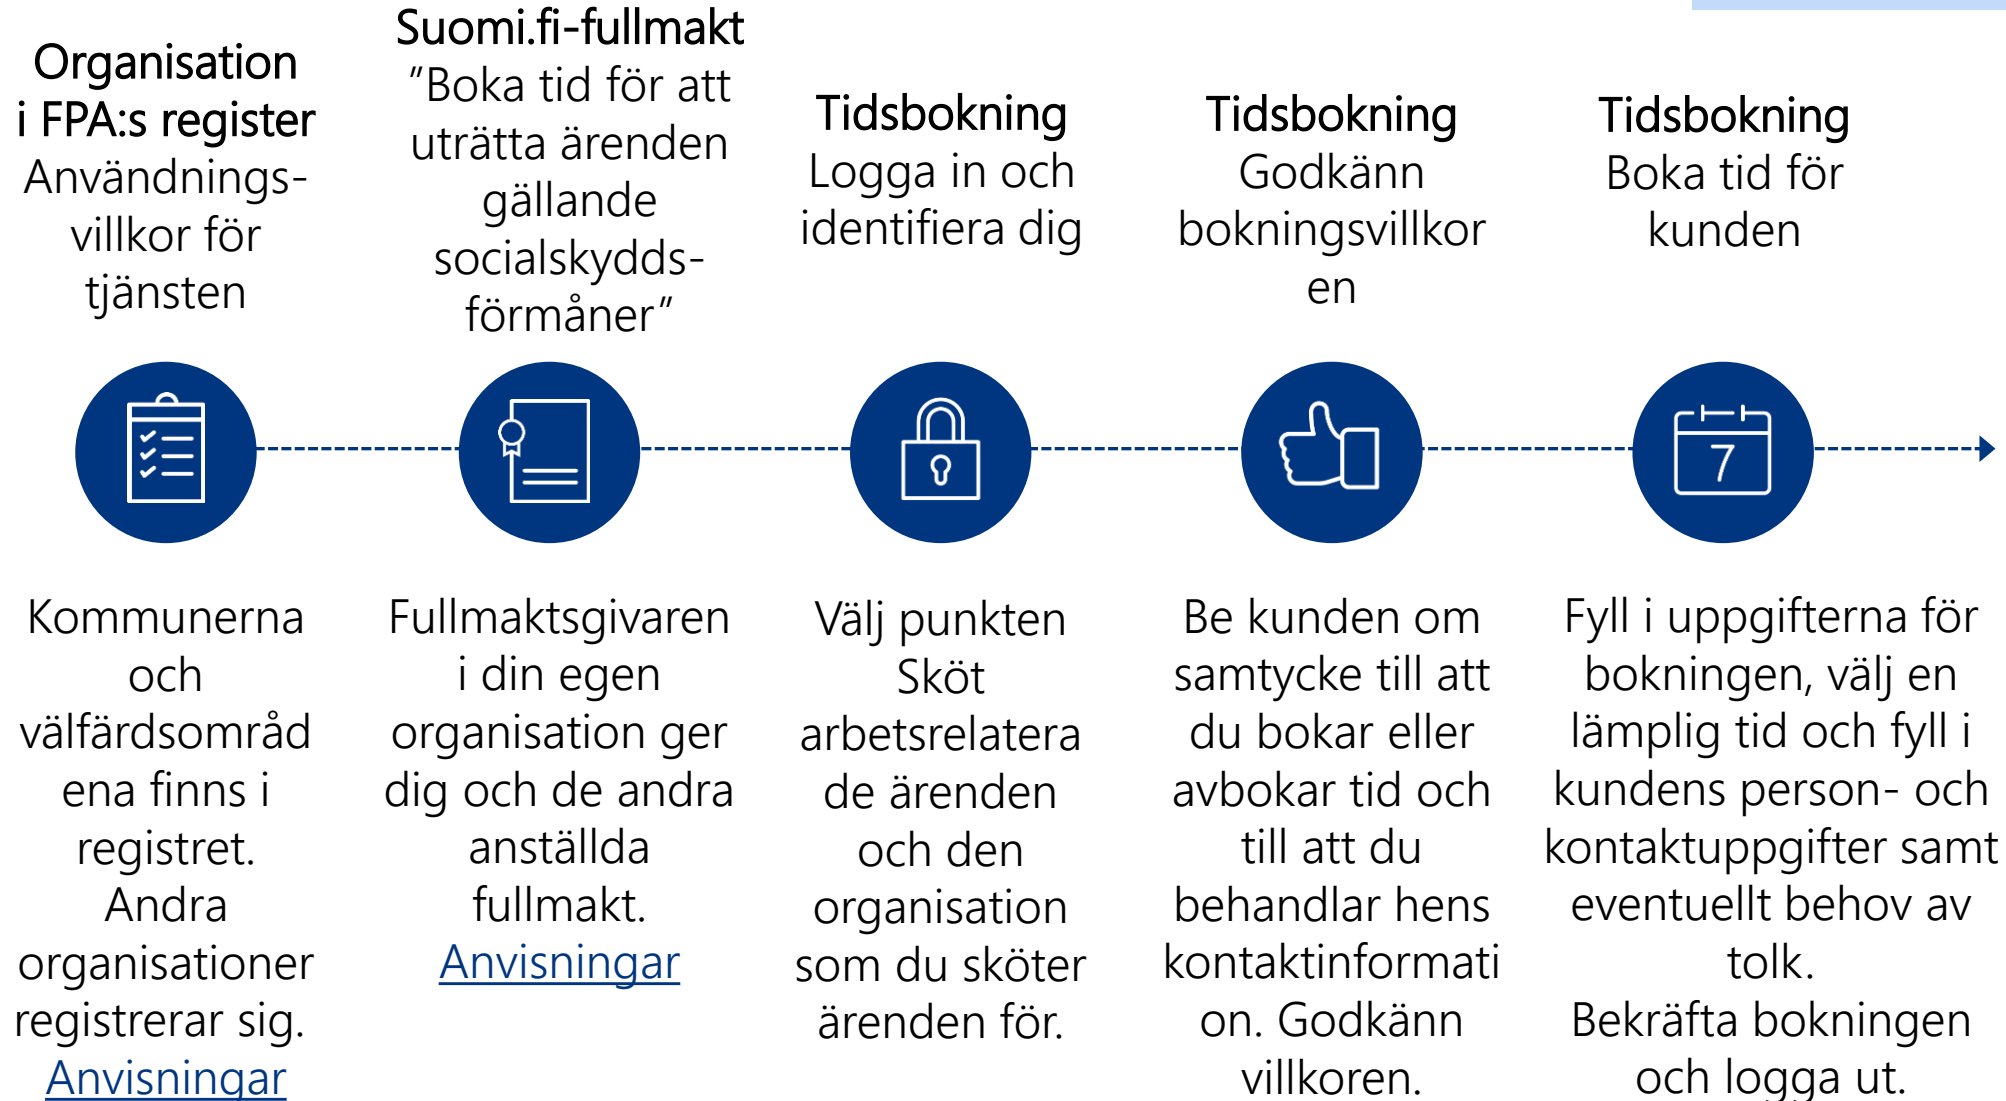 Organisation
i FPA:s register
Användnings-
villkor för
tjänsten
Suomi.fi-fullmakt
"Boka tid för att
uträtta ärenden
gällande
socialskydds-
förmåner"
Tidsbokning
Logga in och
identifiera dig
Tidsbokning
Godkänn
bokningsvillkor
en
Tidsbokning
Boka tid för
kunden
7
Kommunerna
och
välfärdsområd
ena finns i
registret.
Andra
organisationer
registrerar sig.
Anvisningar
Fullmaktsgivaren
i din egen
organisation ger
dig och de andra
anställda
fullmakt.
Anvisningar
Välj punkten
Sköt
arbetsrelatera
de ärenden
och den
organisation
som du sköter
ärenden för.
Be kunden om
samtycke till att
du bokar eller
avbokar tid och
till att du
behandlar hens
kontaktinformati
on. Godkänn
villkoren.
Fyll i uppgifterna för
bokningen, välj en
lämplig tid och fyll i
kundens person- och
kontaktuppgifter samt
eventuellt behov av
tolk.
Bekräfta bokningen
och logga ut.